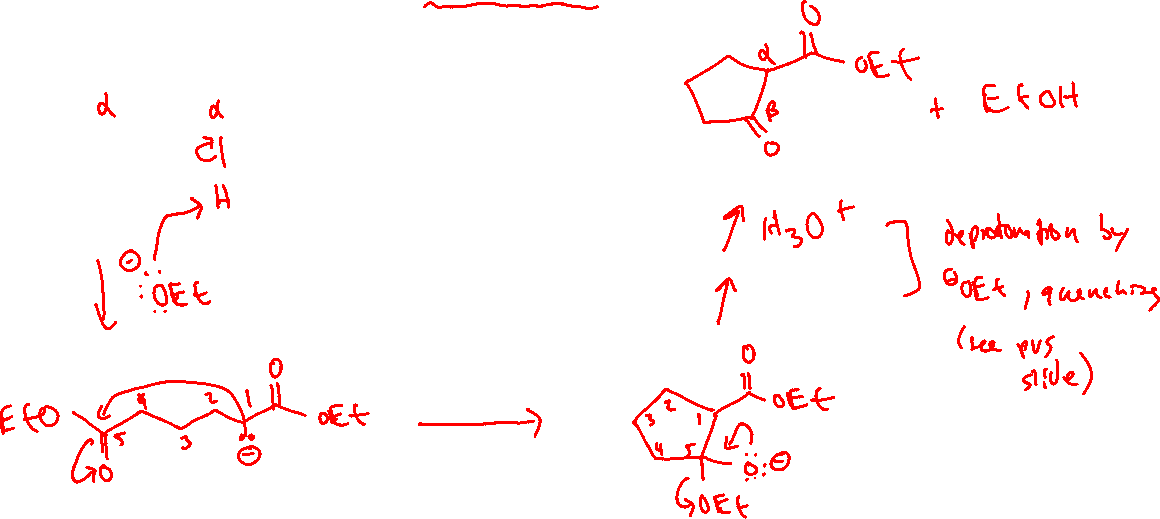 O
α
OEt
β
O
+ EtOH
α α
Cl
H
⊖
:OEt
H3O+
deprotonation by
⊖OEt, quenching
(see pvs
slide)
O
EtO 4 2 1 OEt
5 3 ⊖
O
O
OEt
2 1
3
4 5 O:⊖
OEt